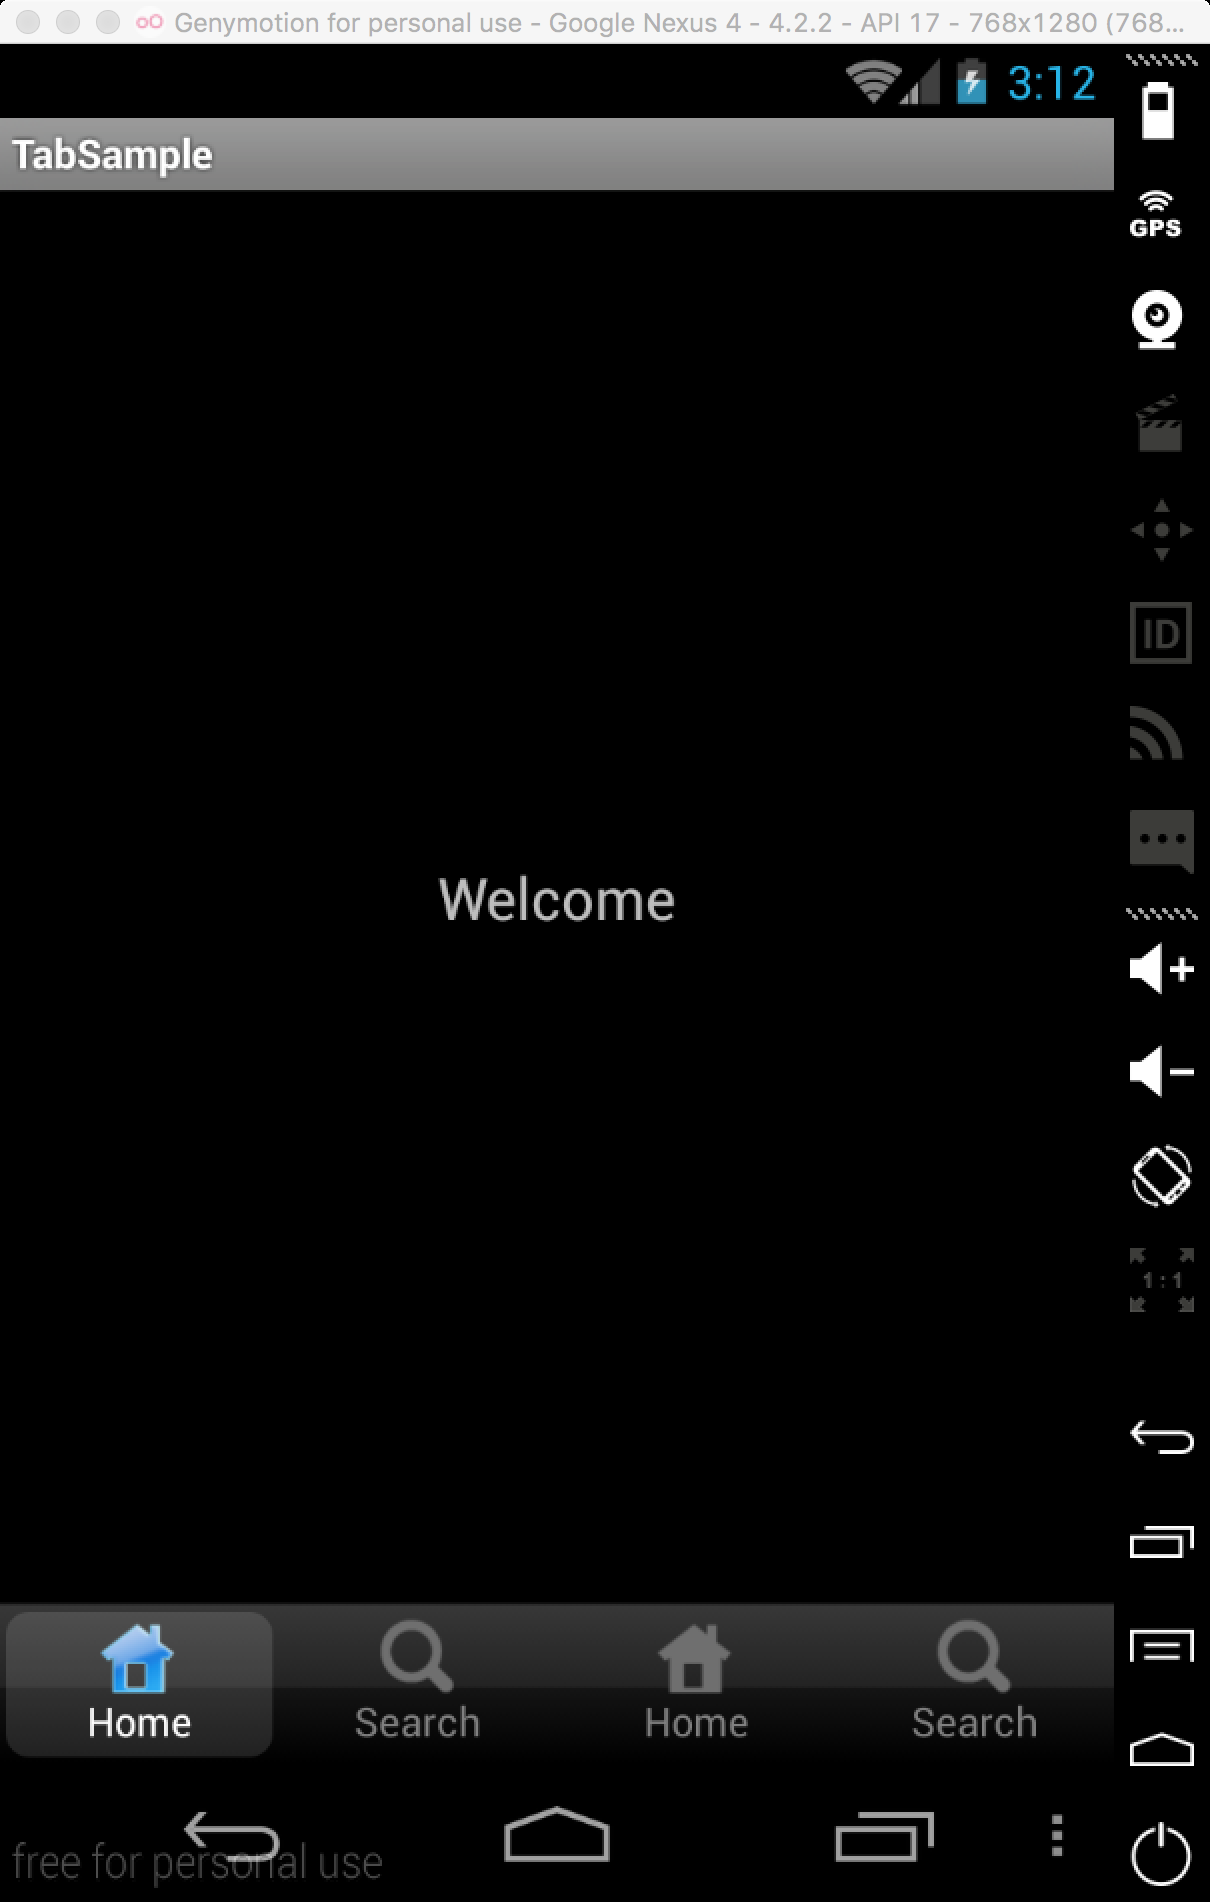 Genymotion for personal use - Google Nexus 4 - 4.2.2 - API 17 - 768x1280 (768...
3:12
TabSample
GPS
ID
Welcome
1:1
Home Search Home Search
free for personal use